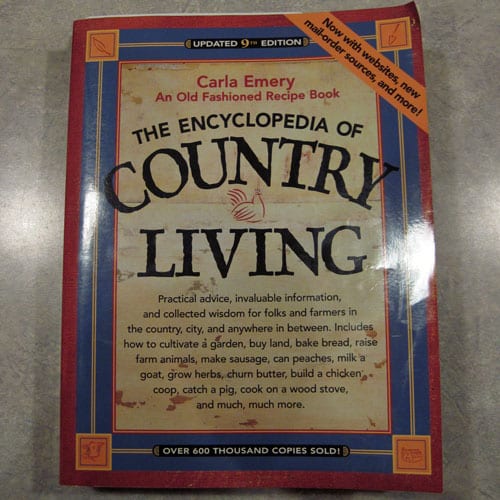 UPDATED 9TH EDITION
Now with websites, new
mail-order sources, and more!
Carla Emery
An Old Fashioned Recipe Book
THE ENCYCLOPEDIA OF
COUNTRY
LIVING
Practical advice, invaluable information,
and collected wisdom for folks and farmers in
the country, city, and anywhere in between. Includes
how to cultivate a garden, buy land, bake bread, raise
farm animals, make sausage, can peaches, milk a
goat, grow herbs, churn butter, build a chicken
coop, catch a pig, cook on a wood stove,
and much, much more.
OVER 600 THOUSAND COPIES SOLD!